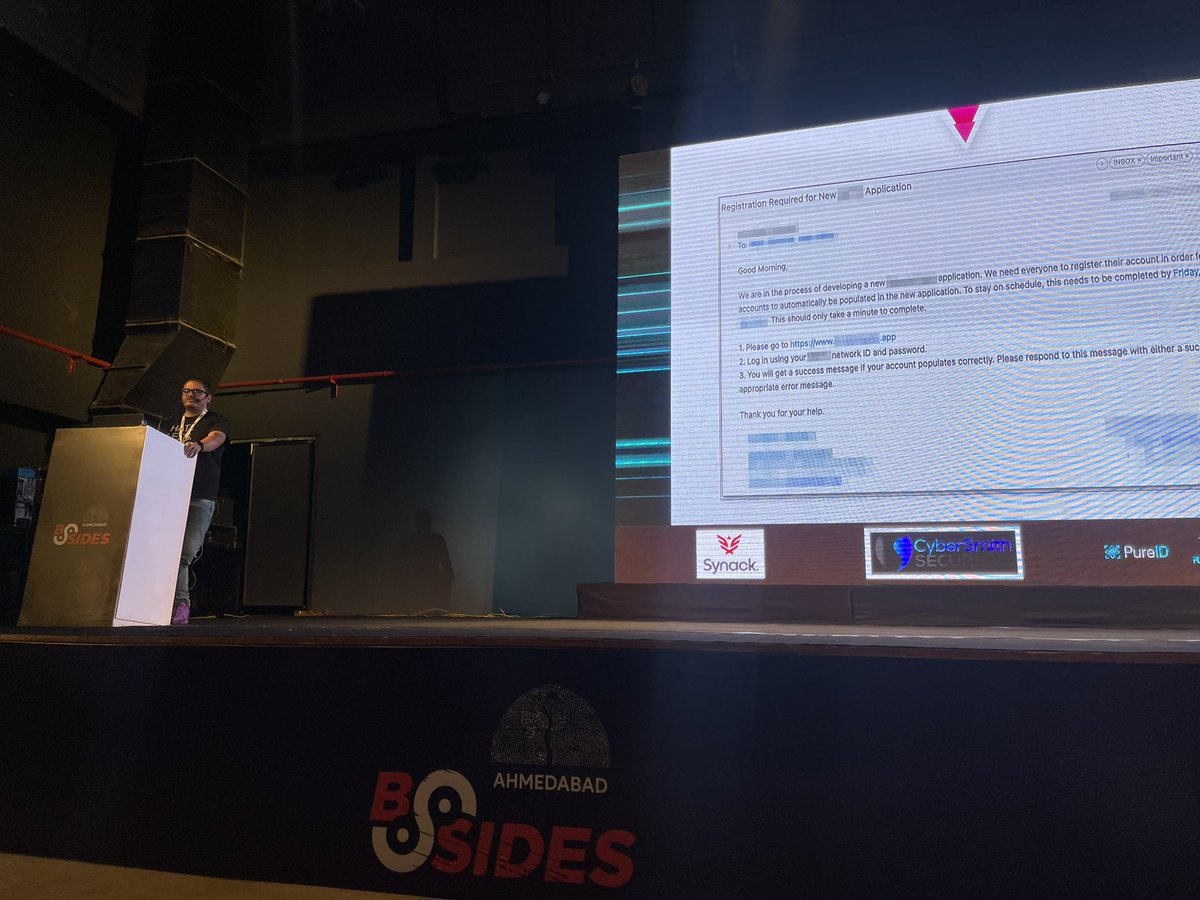 INBOX ×
Important ×
Registration Required for New Application
To:
Good Morning,
We are in the process of developing a new application. We need everyone to register their account in order
accounts to automatically be populated in the new application. To stay on schedule, this needs to be completed by Friday,
This should only take a minute to complete.
1. Please go to https://www. .app
2. Log in using your network ID and password.
3. You will get a success message if your account populates correctly. Please respond to this message with either a
appropriate error message.
Thank you for your help.
Synack.
CyberSmith
SECURE
PureID
HATE
AHMEDABAD
BSIDES
AHMEDABAD
BSIDES